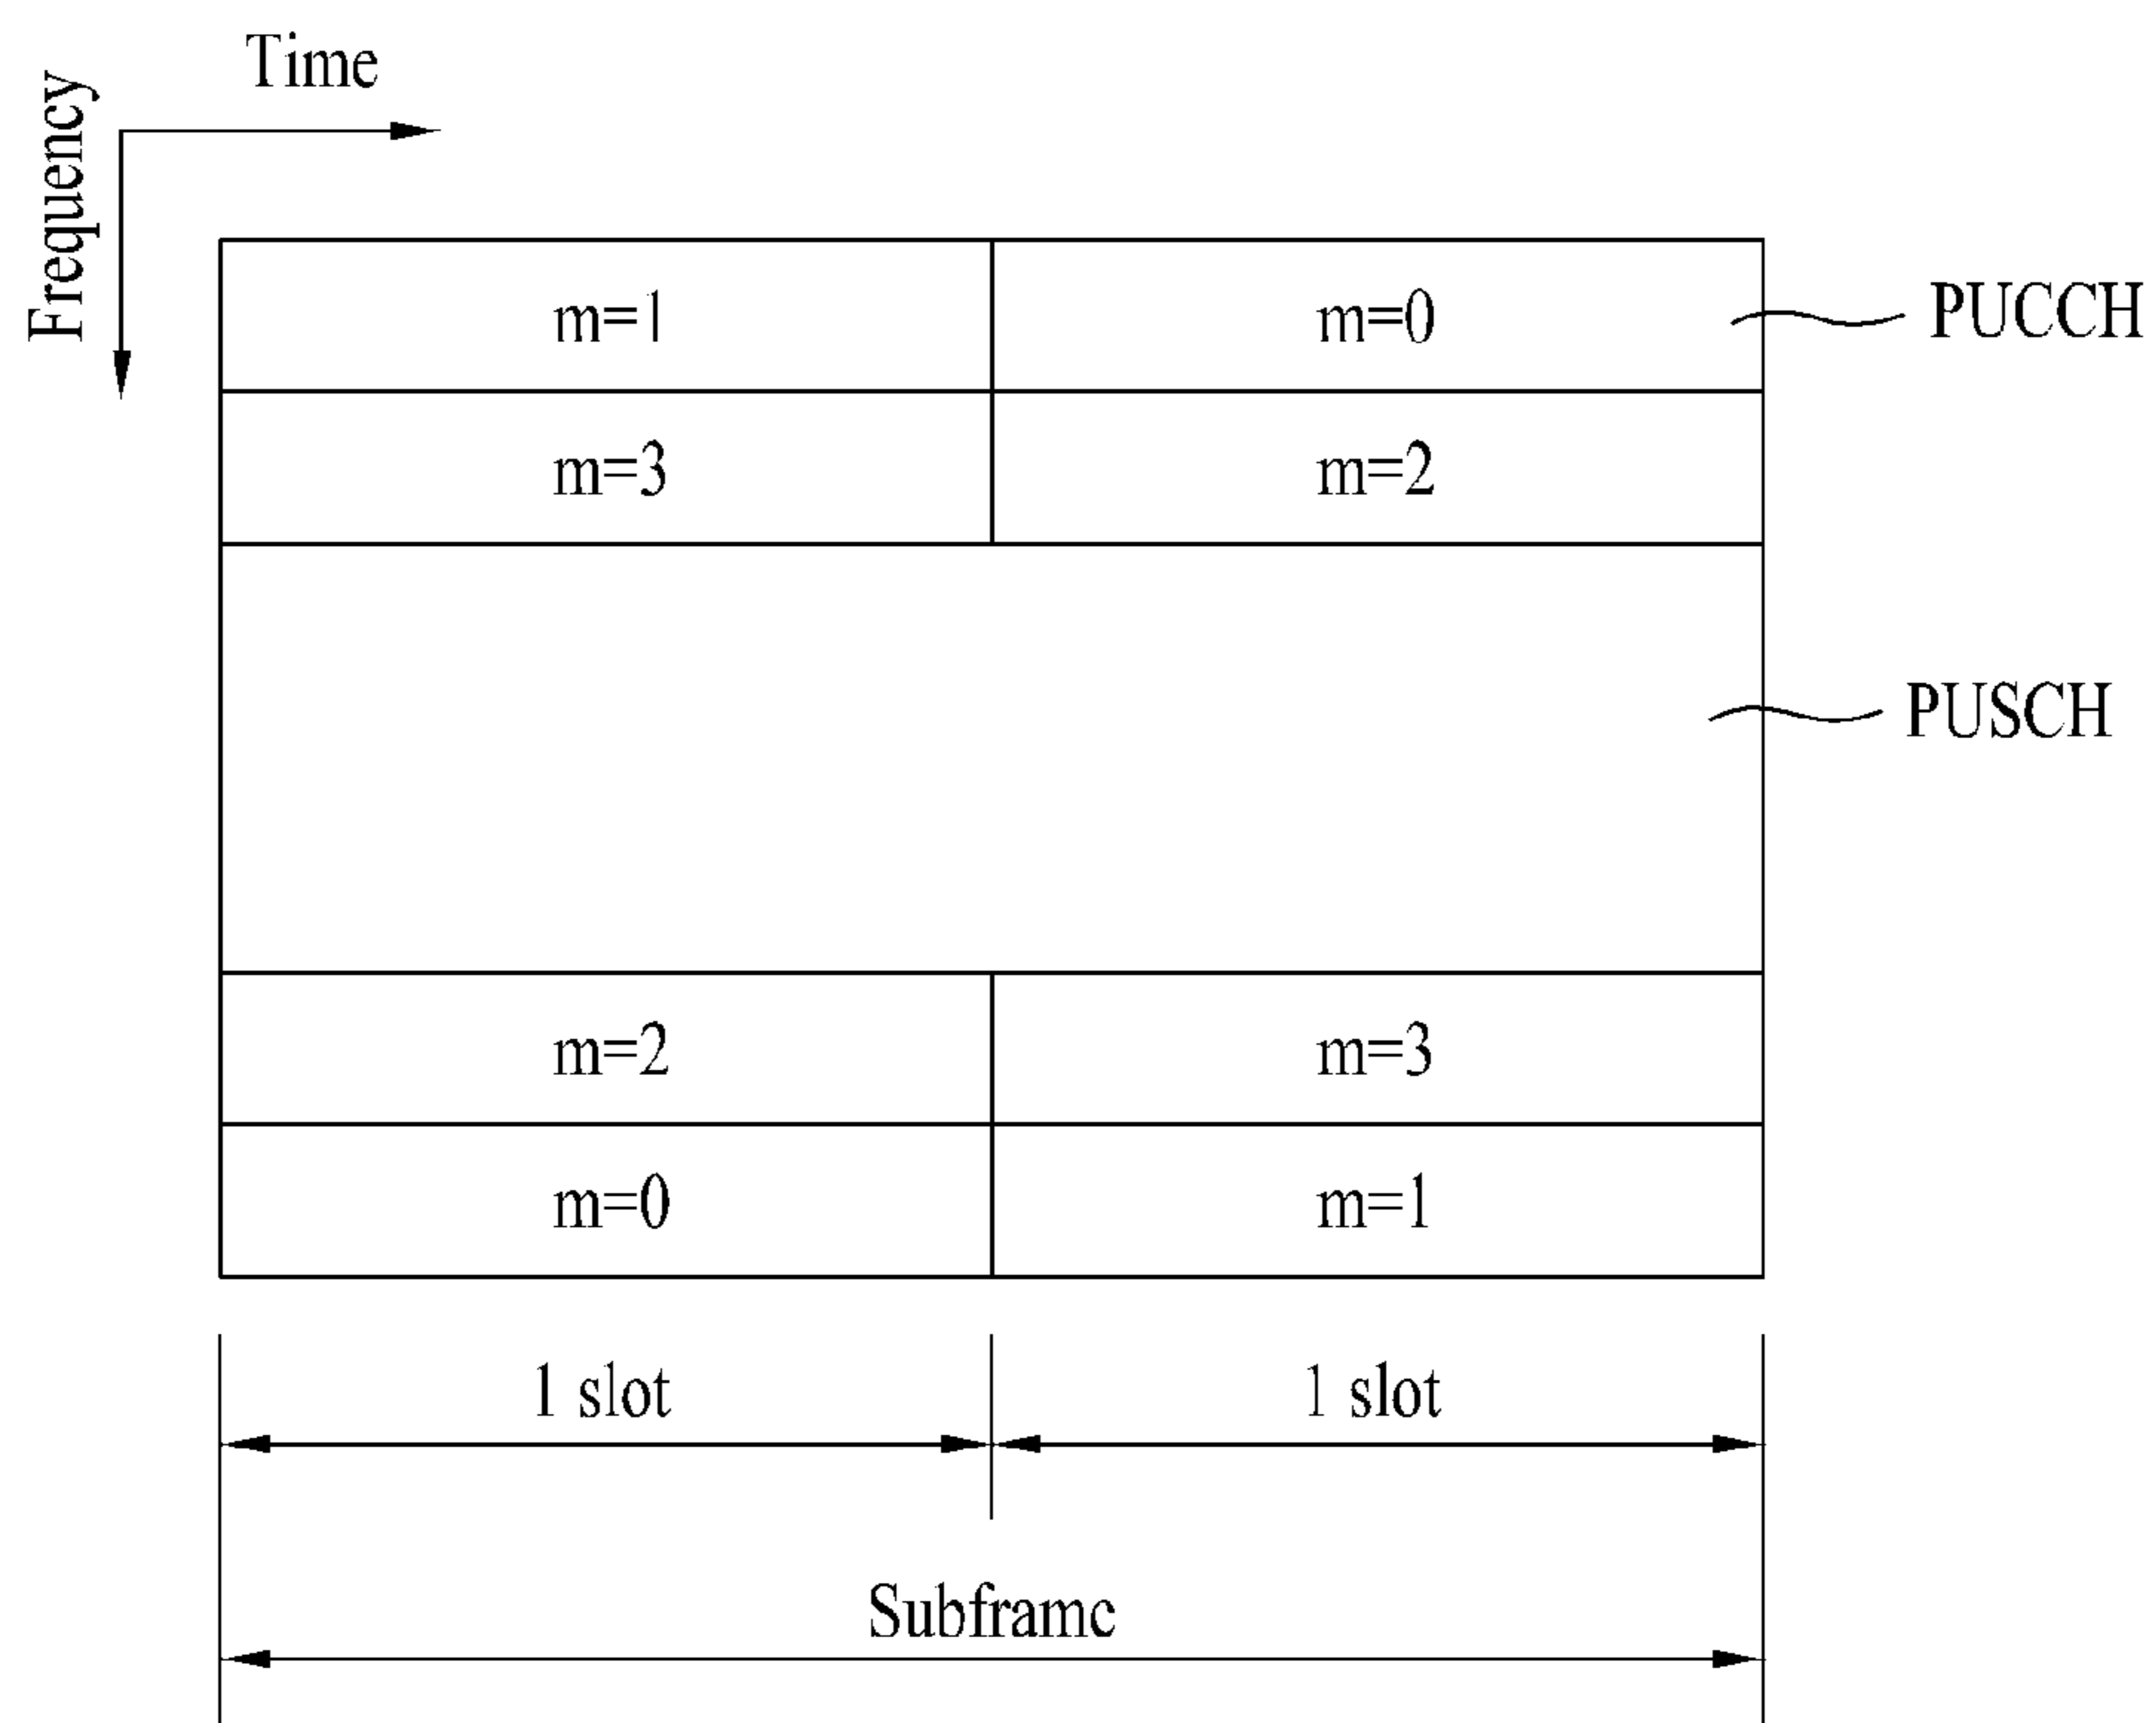 Time
Frequency
m=1
m=0
PUCCH
m=3
m=2
PUSCH
m=2
m=3
m=0
m=1
1 slot
1 slot
Subframe